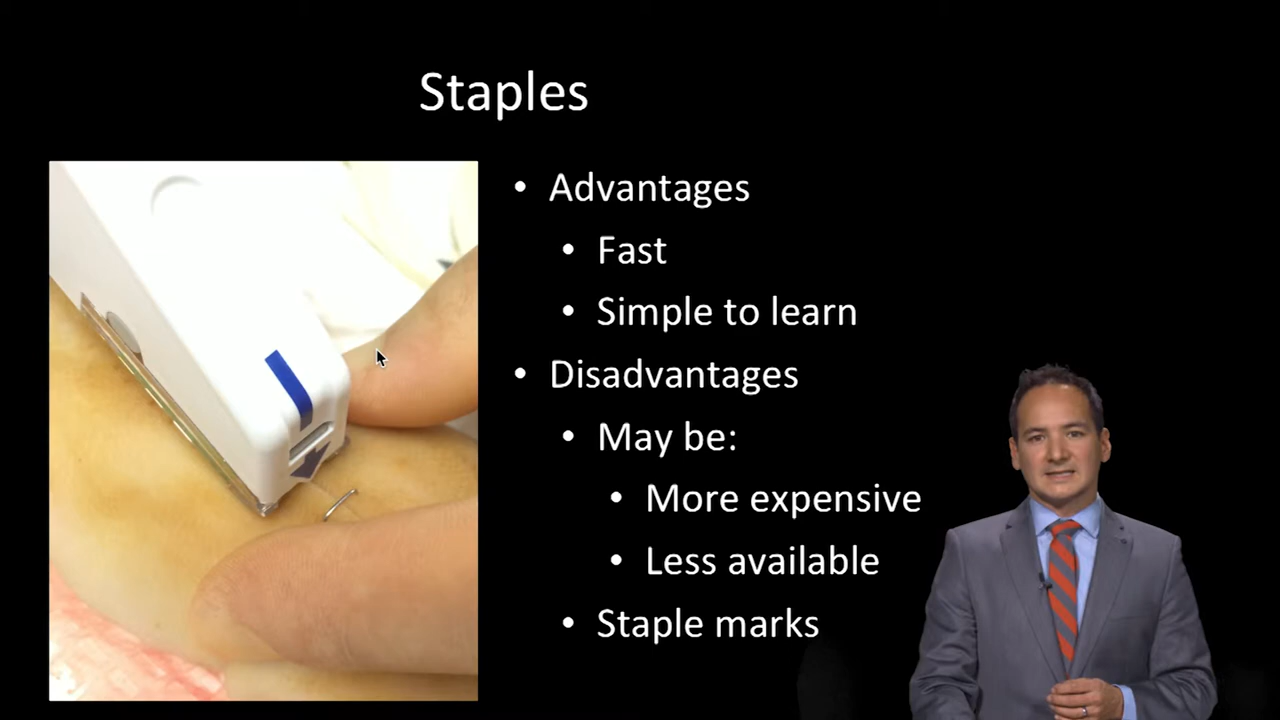 Staples
• Advantages
• Fast
• Simple to learn
• Disadvantages
• May be:
• More expensive
• Less available
• Staple marks